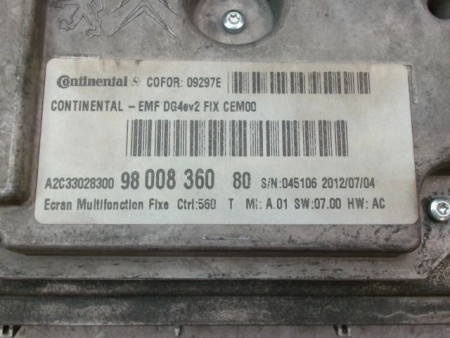 Continental COFOR: 09297E
CONTINENTAL - EMF DG4ev2 FIX CEM00
A2C33028300 98 008 360 80 S/N:045106 2012/07/04
Ecran Multifonction Fixe Ctrl:560 T MI: A.01 SW:07.00 HW: AC